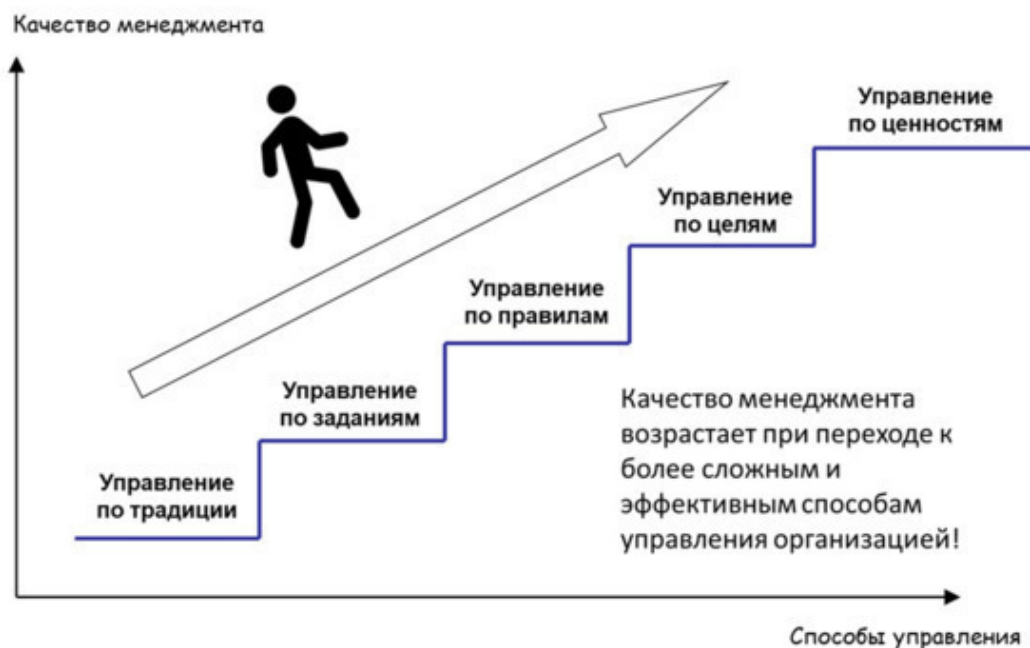 Качество менеджмента
Управление
по ценностям
Управление
по целям
Управление
по правилам
Управление
по заданиям
Управление
по традиции
Качество менеджмента
возрастает при переходе к
более сложным и
эффективным способам
управления организацией!
Способы управления